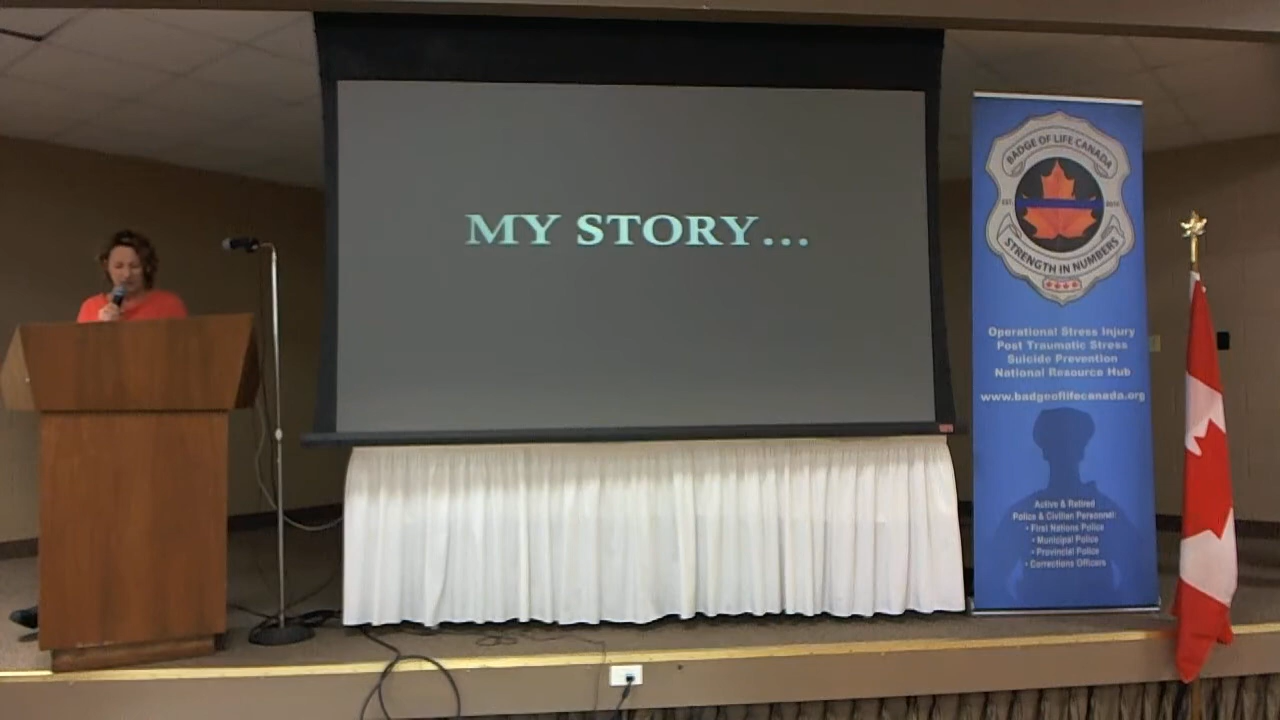 MY STORY...
BADGE OF LIFE CANADA
EST.
STRENGTH IN NUMBERS
Operational Stress Injury
Post Traumatic Stress
Suicide Prevention
National Resource Hub
www.badgeoflifecanada.org
Active & Retired
Police & Civilian Personnel:
• First Nations Police
• Municipal Police
• Provincial Police
• Corrections Officers